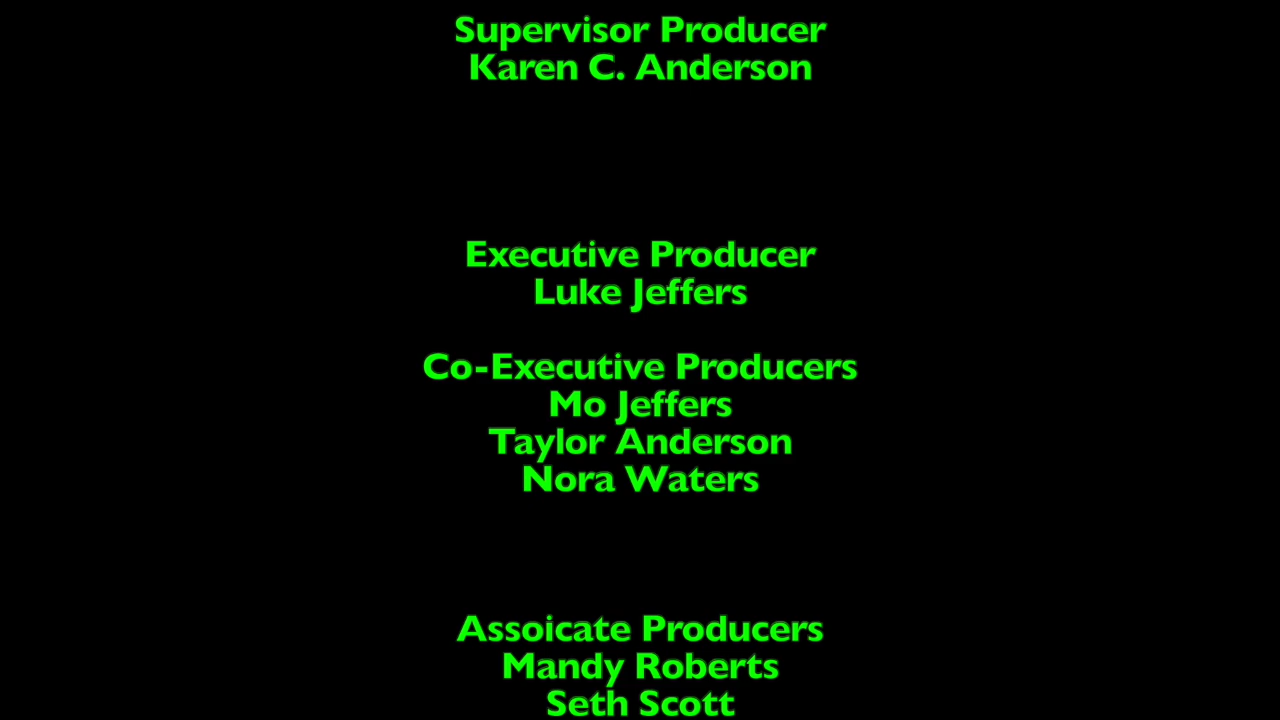 Supervisor Producer
Karen C. Anderson
Executive Producer
Luke Jeffers
Co-Executive Producers
Mo Jeffers
Taylor Anderson
Nora Waters
Assoicate Producers
Mandy Roberts
Seth Scott